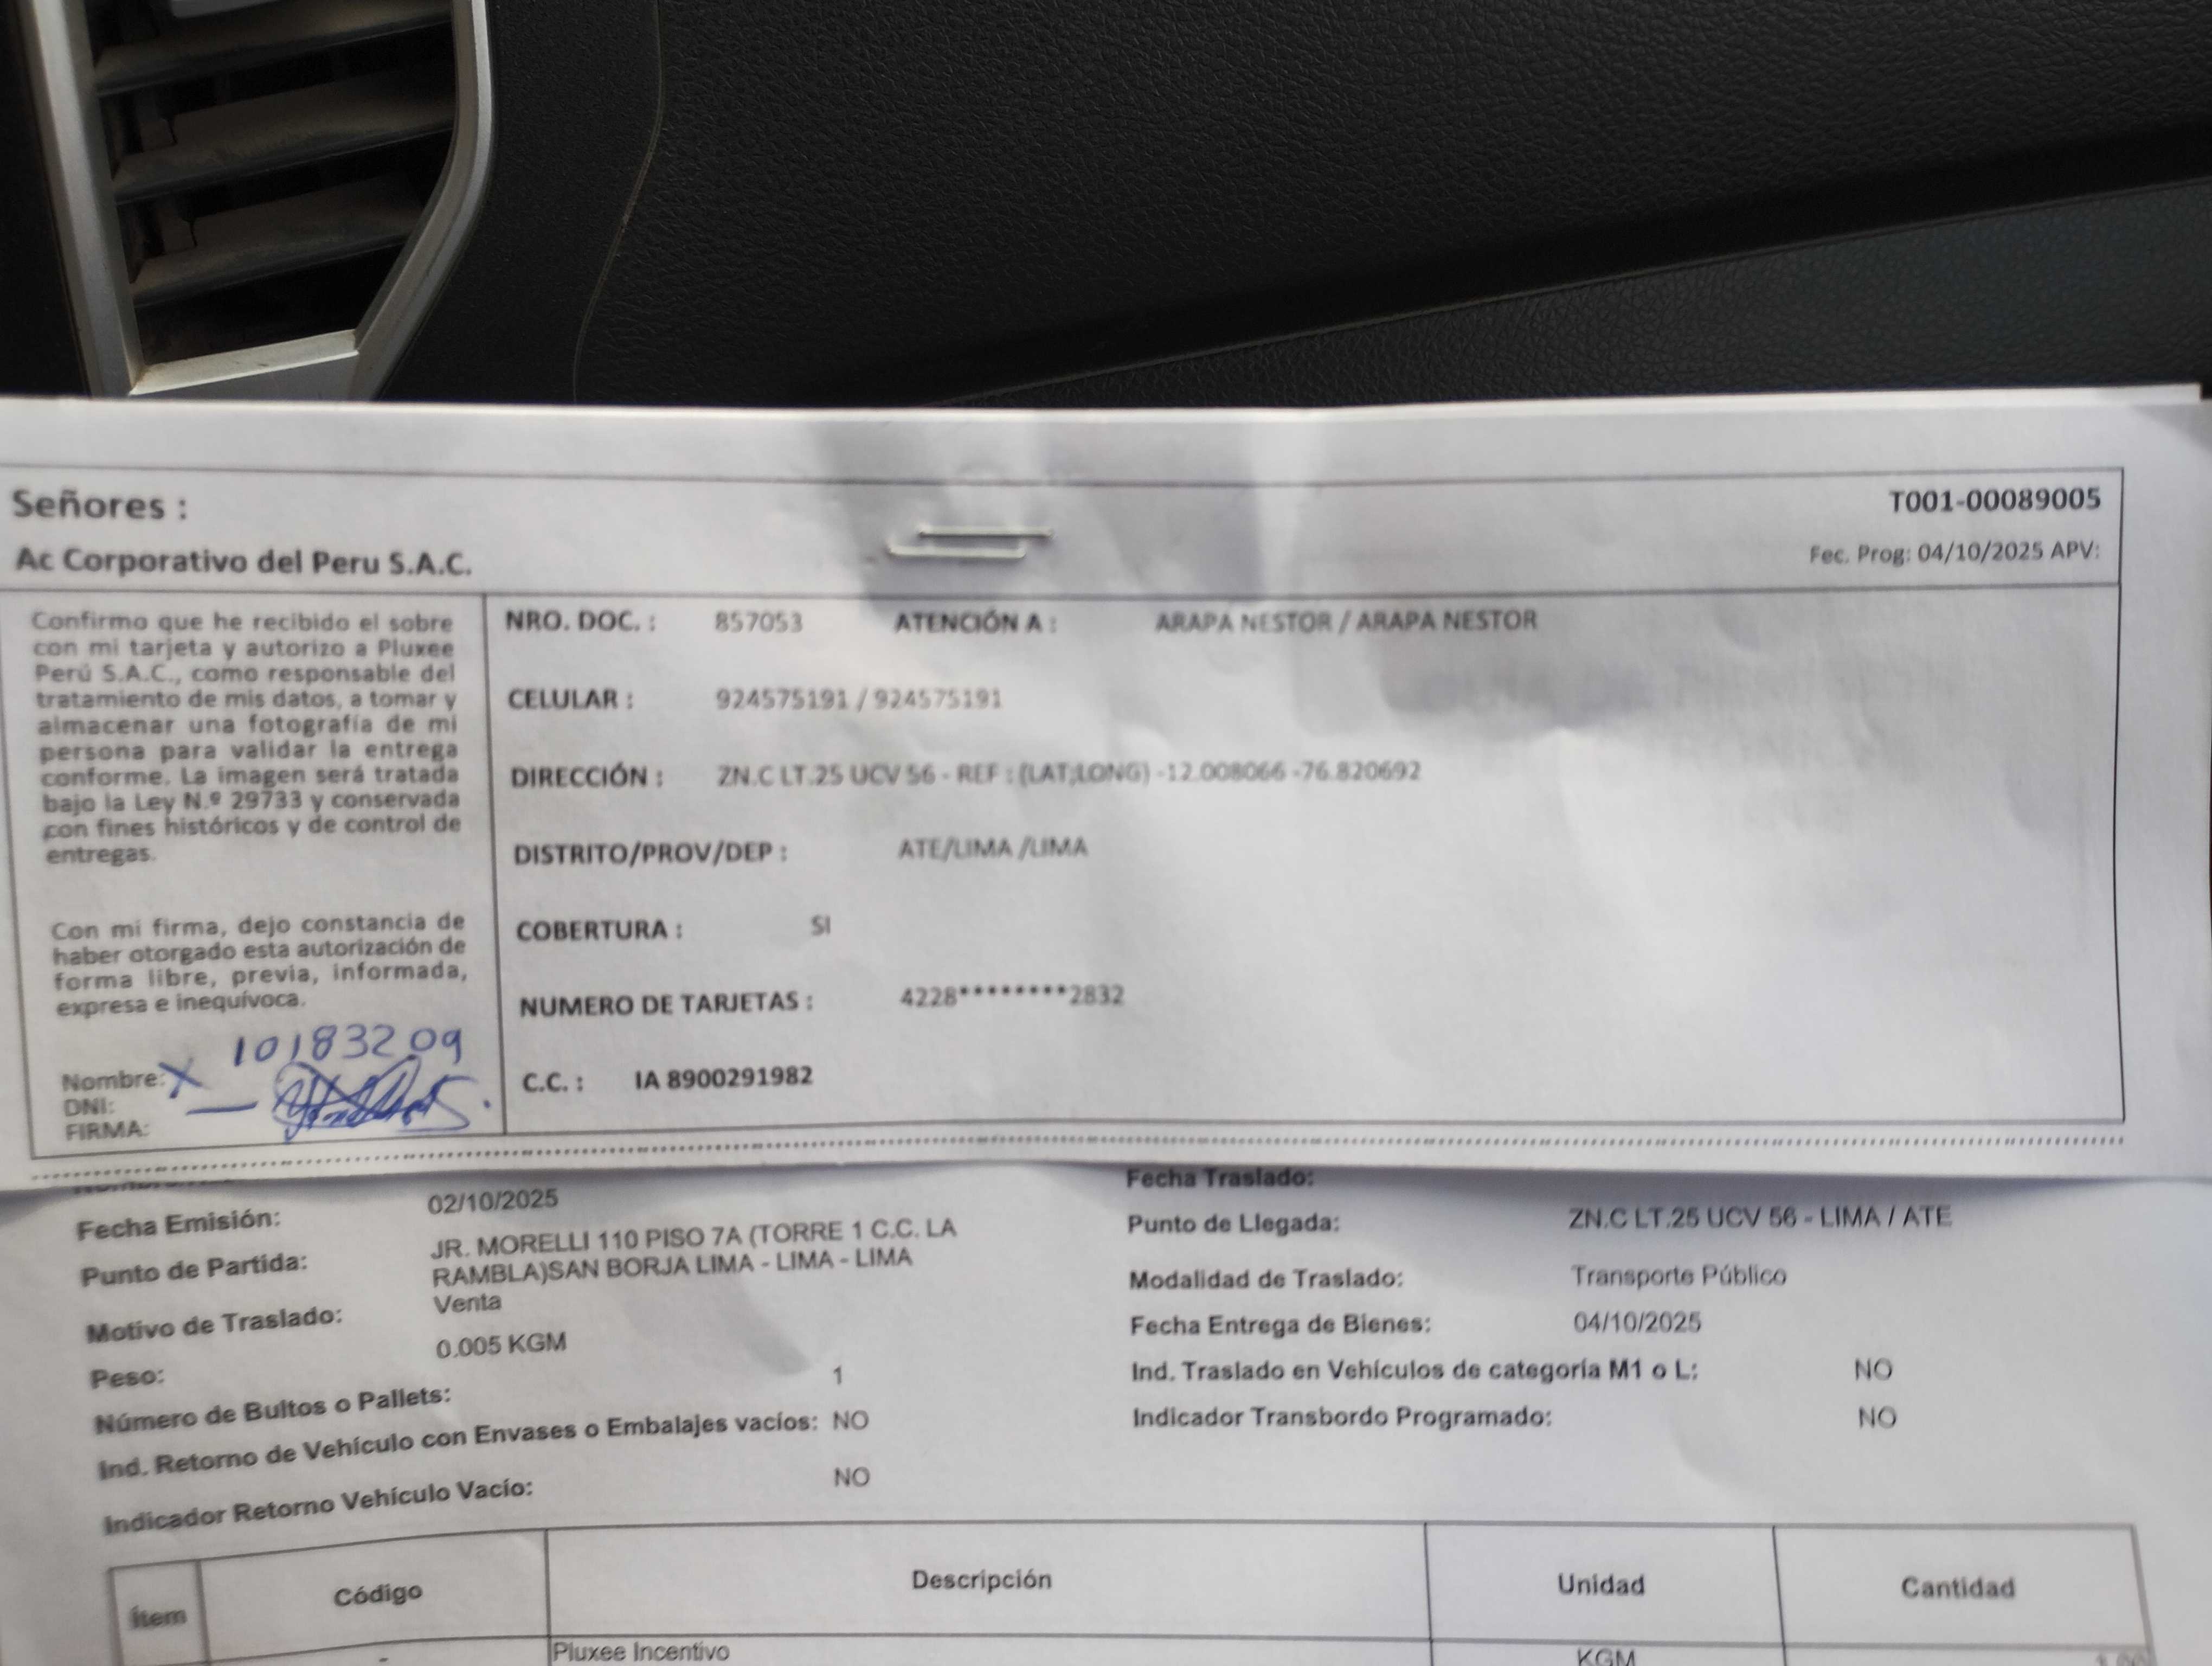 Señores :
T001-00089005
Ac Corporativo del Peru S.A.C.
Fec. Prog: 04/10/2025 APV:
Confirmo que he recibido el sobre
con mi tarjeta y autorizo a Pluxee
Perú S.A.C., como responsable del
tratamiento de mis datos, a tomar y
almacenar una fotografía de mi
persona para validar la entrega
conforme. La imagen será tratada
bajo la Ley N.º 29733 y conservada
con fines históricos y de control de
entregas.
Con mi firma, dejo constancia de
haber otorgado esta autorización de
forma libre, previa, informada,
expresa e inequívoca.
10183209
Nombre: X
DNI:
FIRMA:
NRO. DOC. : 857053 ATENCIÓN A : ARAPA NESTOR / ARAPA NESTOR
CELULAR : 924575191 / 924575191
DIRECCIÓN : ZN.C LT.25 UCV 56 - REF : (LAT;LONG) -12.008066 -76.820692
DISTRITO/PROV/DEP : ATE/LIMA /LIMA
COBERTURA : SI
NUMERO DE TARJETAS : 4228********2832
C.C. : IA 8900291982
Fecha Emisión: 02/10/2025
Punto de Partida: JR. MORELLI 110 PISO 7A (TORRE 1 C.C. LA
RAMBLA)SAN BORJA LIMA - LIMA - LIMA
Motivo de Traslado: Venta
Peso: 0.005 KGM
Número de Bultos o Pallets: 1
Ind. Retorno de Vehículo con Envases o Embalajes vacíos: NO
Indicador Retorno Vehículo Vacío: NO
Fecha Traslado:
Punto de Llegada: ZN.C LT.25 UCV 56 - LIMA / ATE
Modalidad de Traslado: Transporte Público
Fecha Entrega de Bienes: 04/10/2025
Ind. Traslado en Vehículos de categoría M1 o L: NO
Indicador Transbordo Programado: NO
Ítem Código Descripción Unidad Cantidad
- Pluxee Incentivo KGM